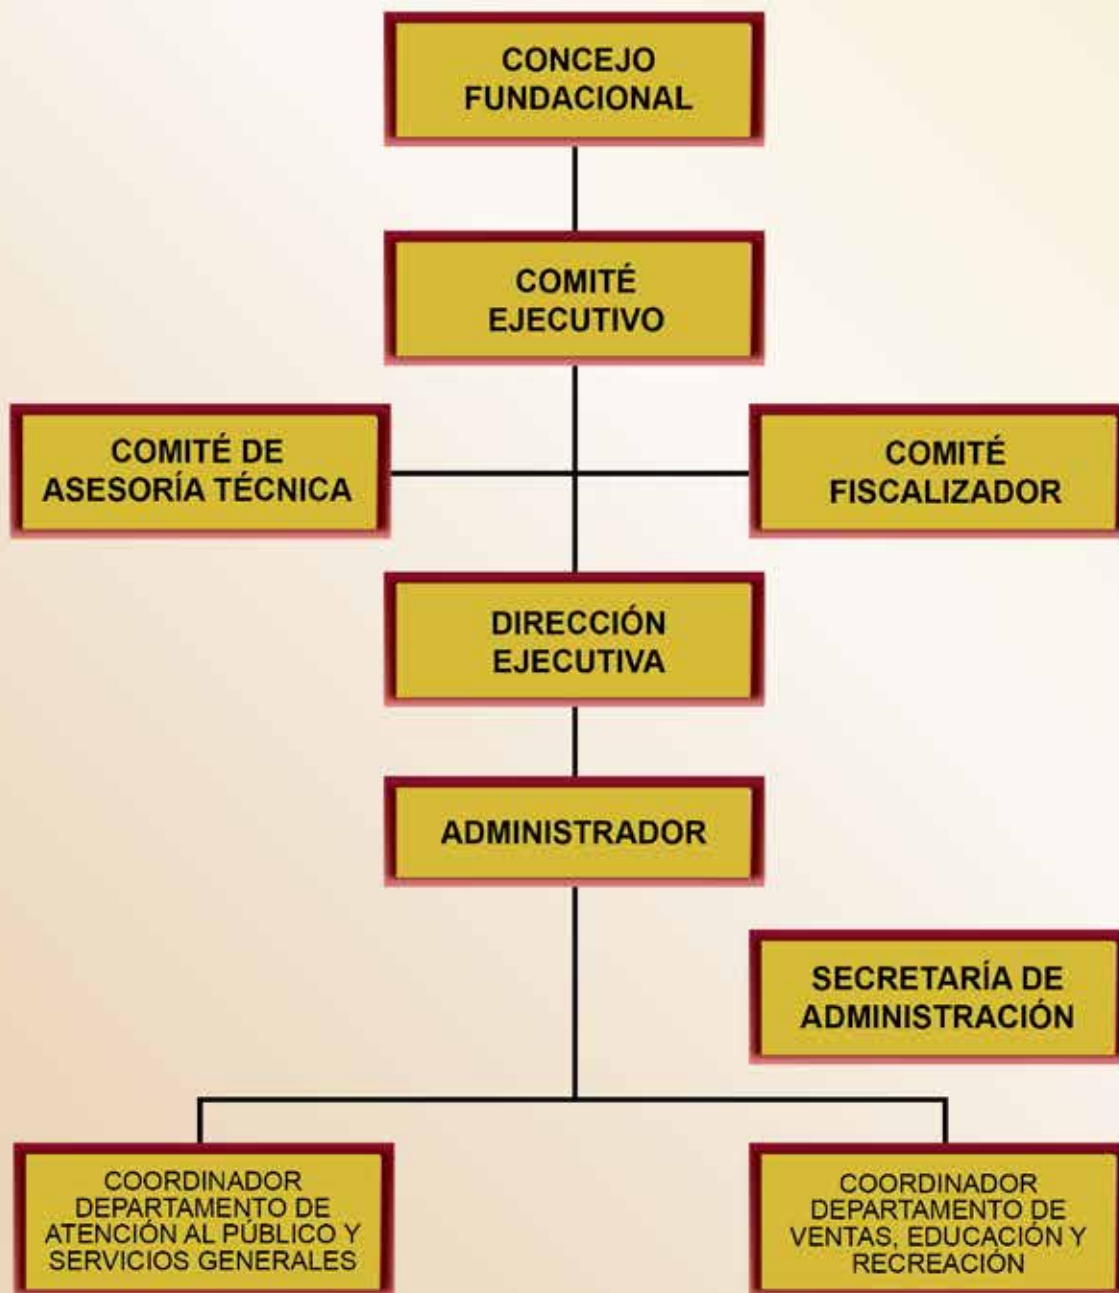 CONCEJO
FUNDACIONAL
COMITÉ
EJECUTIVO
COMITÉ DE
ASESORÍA TÉCNICA
COMITÉ
FISCALIZADOR
DIRECCIÓN
EJECUTIVA
ADMINISTRADOR
SECRETARÍA DE
ADMINISTRACIÓN
COORDINADOR
DEPARTAMENTO DE
ATENCIÓN AL PÚBLICO Y
SERVICIOS GENERALES
COORDINADOR
DEPARTAMENTO DE
VENTAS, EDUCACIÓN Y
RECREACIÓN